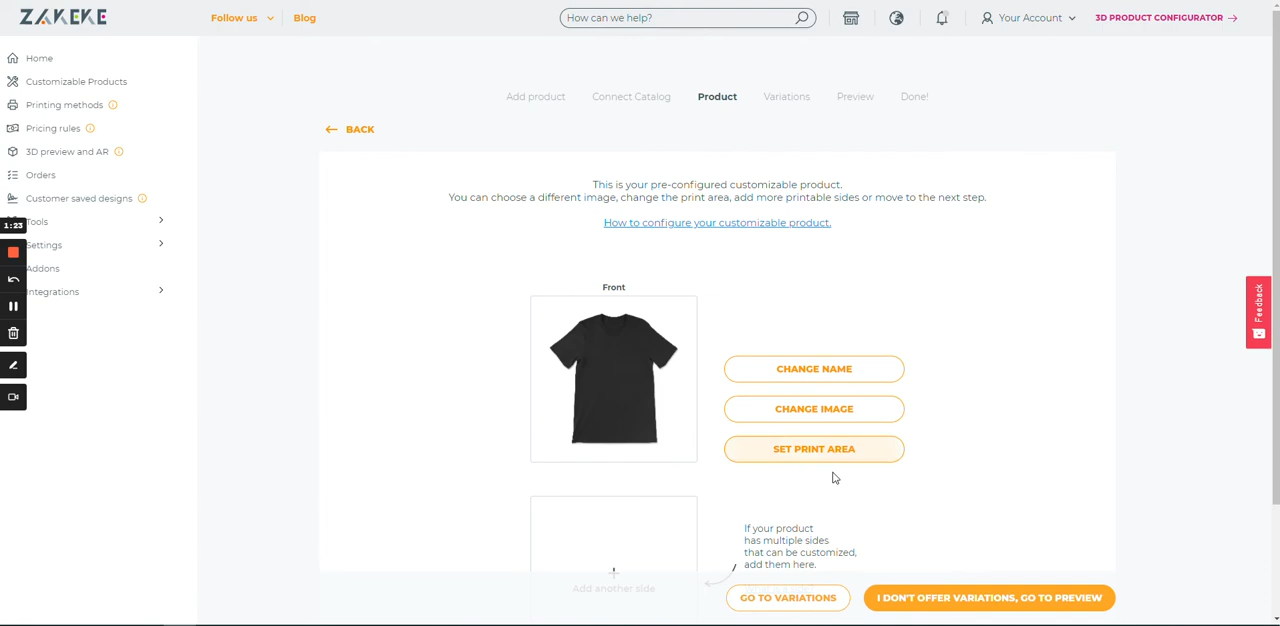 ZAKEKE
Follow us
Blog
How can we help?
Your Account
3D PRODUCT CONFIGURATOR →
Home
Customizable Products
Printing methods
Pricing rules
3D preview and AR
Orders
Customer saved designs
Tools
Settings
Addons
Integrations
1:23
Add product
Connect Catalog
Product
Variations
Preview
Done!
← BACK
This is your pre-configured customizable product.
You can choose a different image, change the print area, add more printable sides or move to the next step.
How to configure your customizable product.
Front
CHANGE NAME
CHANGE IMAGE
SET PRINT AREA
If your product
has multiple sides
that can be customized,
add them here.
+
Add another side
GO TO VARIATIONS
I DON'T OFFER VARIATIONS, GO TO PREVIEW
Feedback